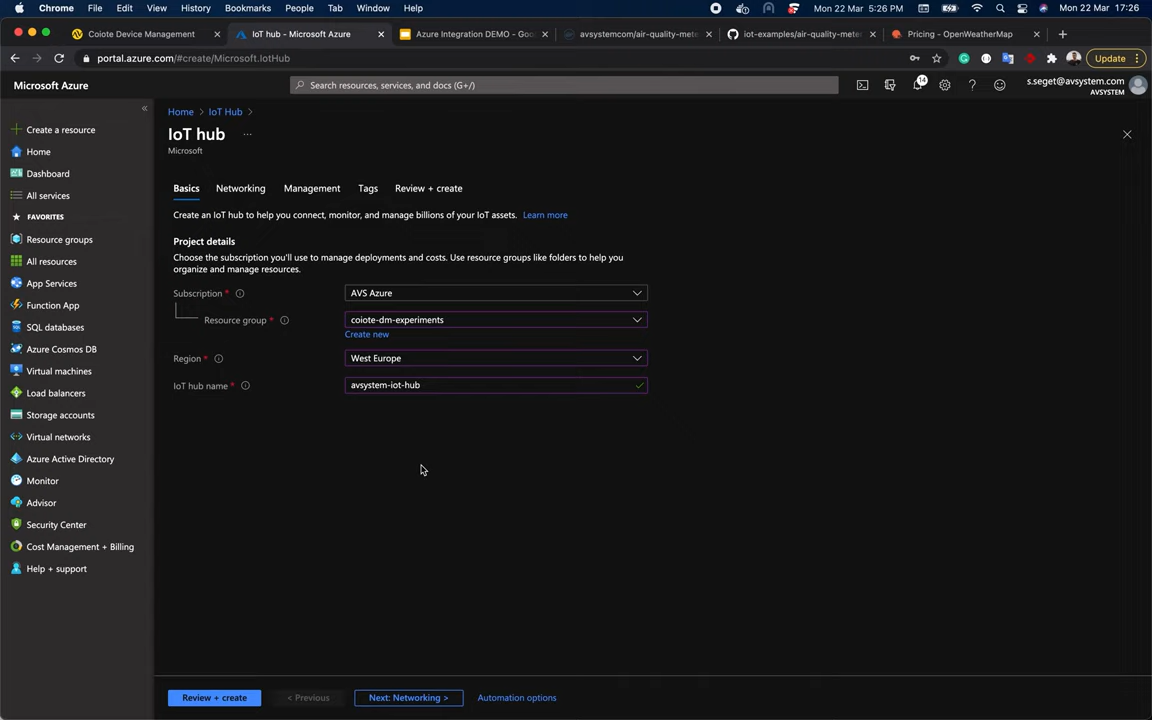 Chrome File Edit View History Bookmarks People Tab Window Help Mon 22 Mar 5:26 PM Mon 22 Mar 17:26
Coiote Device Management
IoT hub - Microsoft Azure
Azure Integration DEMO - Goo
avsystemcom/air-quality-mete
iot-examples/air-quality-meter
Pricing - OpenWeatherMap
portal.azure.com/#create/Microsoft.IotHub
Update
Microsoft Azure
Search resources, services, and docs (G+/)
14
s.seget@avsystem.com
AVSYSTEM
Create a resource
Home
Dashboard
All services
FAVORITES
Resource groups
All resources
App Services
Function App
SQL databases
Azure Cosmos DB
Virtual machines
Load balancers
Storage accounts
Virtual networks
Azure Active Directory
Monitor
Advisor
Security Center
Cost Management + Billing
Help + support
Home > IoT Hub >
IoT hub ...
Microsoft
Basics Networking Management Tags Review + create
Create an IoT hub to help you connect, monitor, and manage billions of your IoT assets. Learn more
Project details
Choose the subscription you'll use to manage deployments and costs. Use resource groups like folders to help you
organize and manage resources.
Subscription * AVS Azure
Resource group * coiote-dm-experiments
Create new
Region * West Europe
IoT hub name * avsystem-iot-hub
Review + create < Previous Next: Networking > Automation options